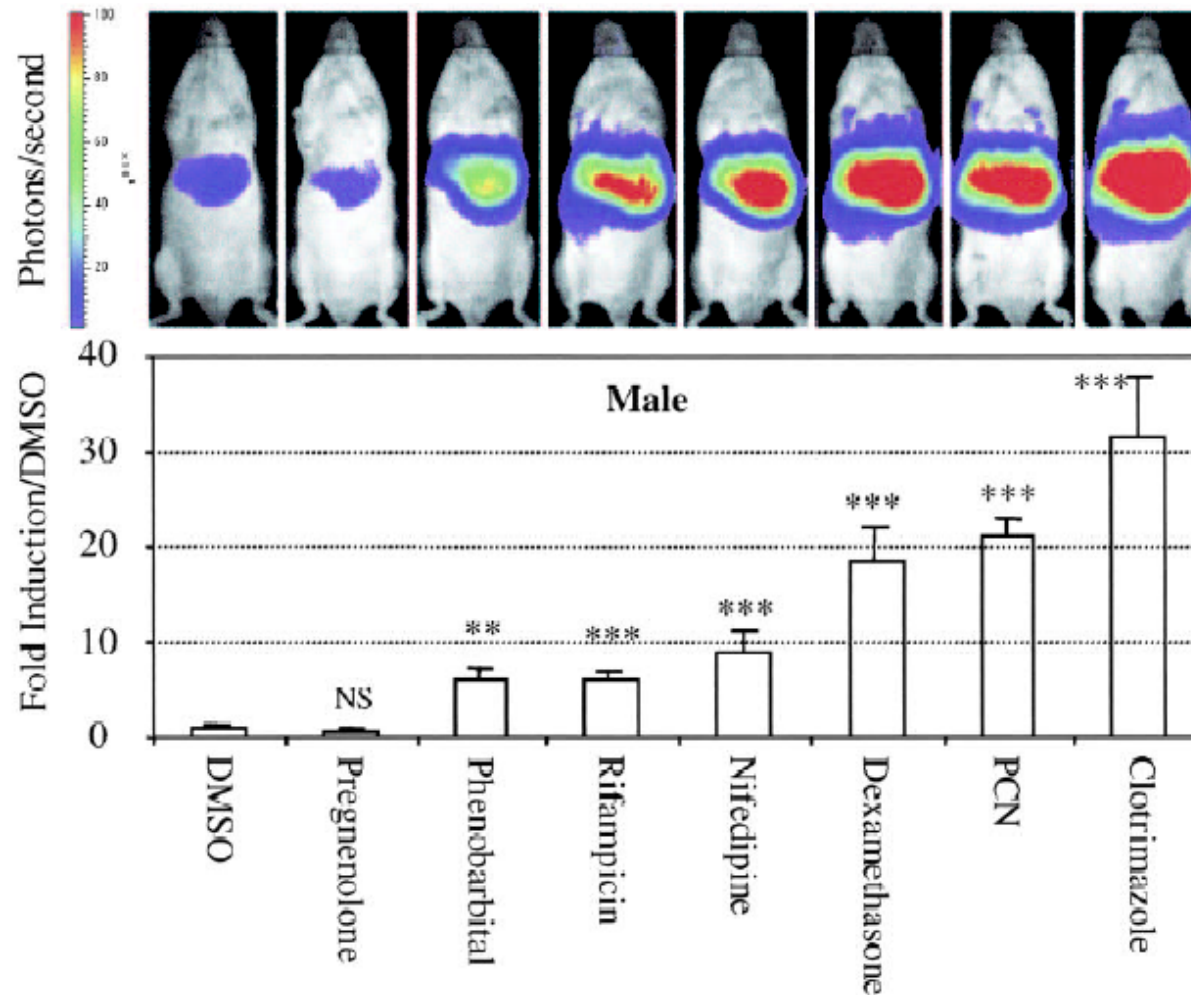 Photons/second
100
80
60
40
20
Fold Induction/DMSO
40
30
20
10
0
Male
NS
**
***
***
***
***
***
DMSO
Pregnenolone
Phenobarbital
Rifampicin
Nifedipine
Dexamethasone
PCN
Clotrimazole